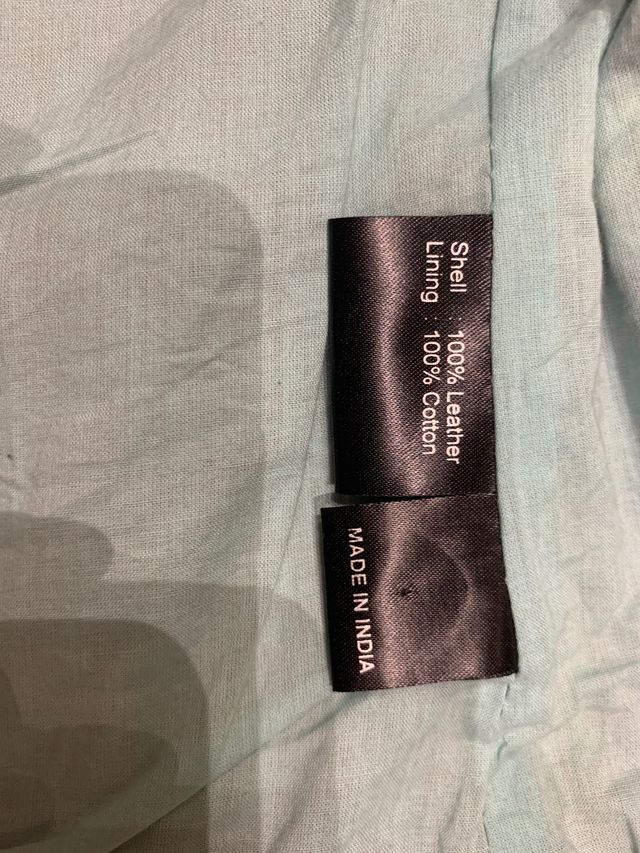 Shell : 100% Leather
Lining : 100% Cotton
MADE IN INDIA